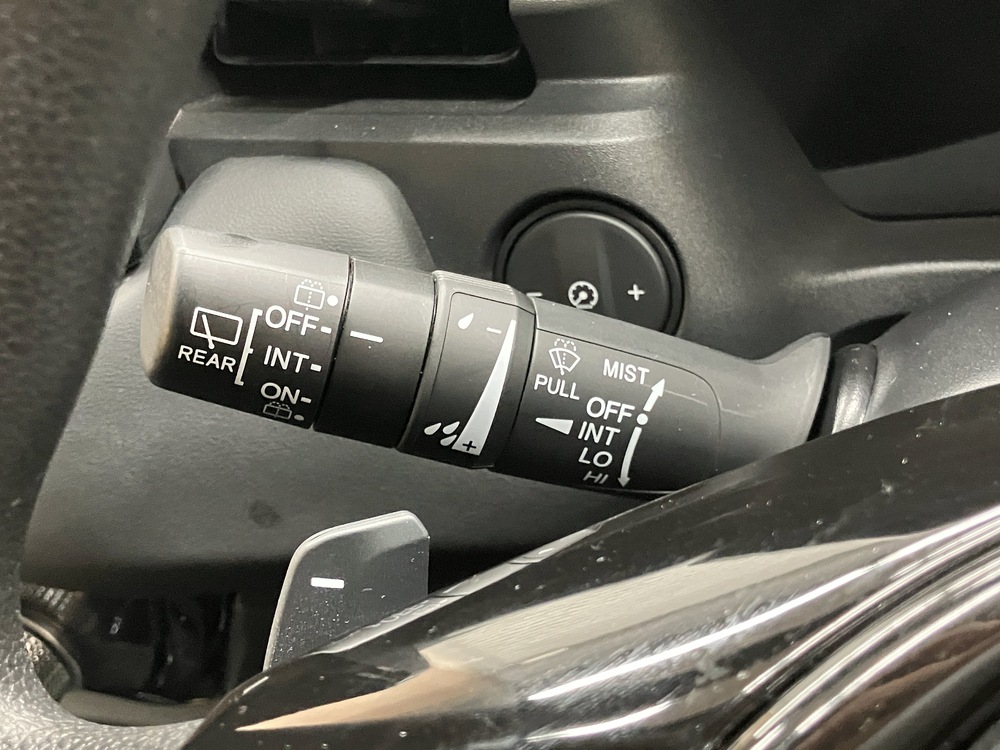 REAR
OFF-
INT-
ON-
–
+
PULL
MIST
OFF
INT
LO
HI
–
+